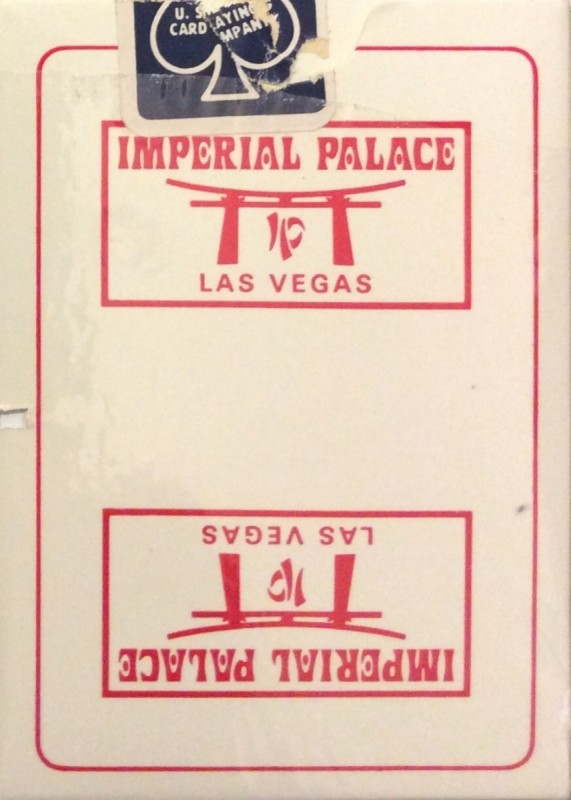 U.
CARD
IMPERIAL PALACE
LAS VEGAS
LAS VEGAS
IMPERIAL PALACE